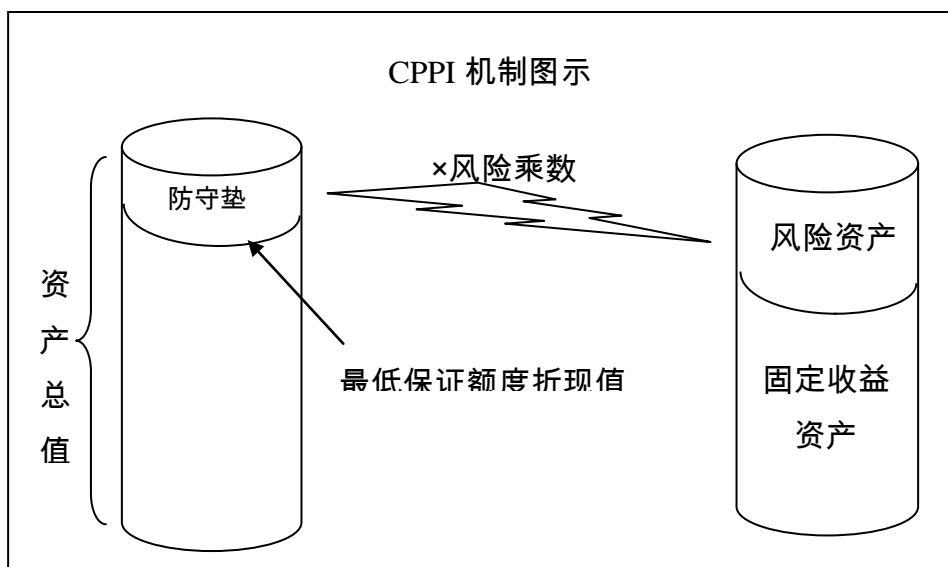 CPPI 机制图示
×风险乘数
防守垫
风险资产
资产总值
最低保证额度折现值
固定收益
资产